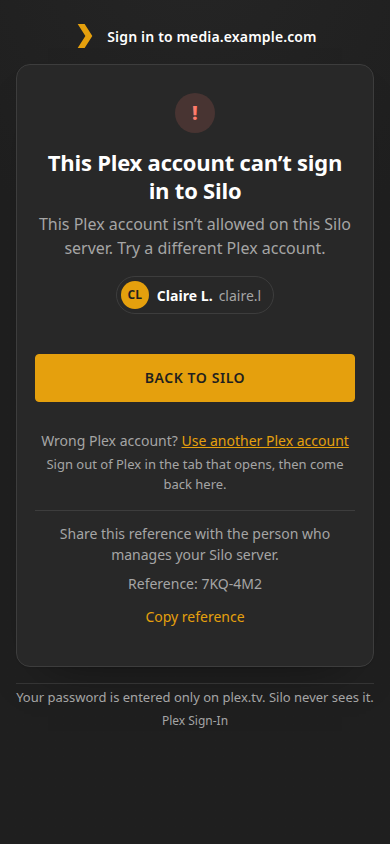 Sign in to media.example.com
!
This Plex account can’t sign
in to Silo
This Plex account isn’t allowed on this Silo
server. Try a different Plex account.
CL Claire L. claire.l
BACK TO SILO
Wrong Plex account? Use another Plex account
Sign out of Plex in the tab that opens, then come
back here.
Share this reference with the person who
manages your Silo server.
Reference: 7KQ-4M2
Copy reference
Your password is entered only on plex.tv. Silo never sees it.
Plex Sign-In